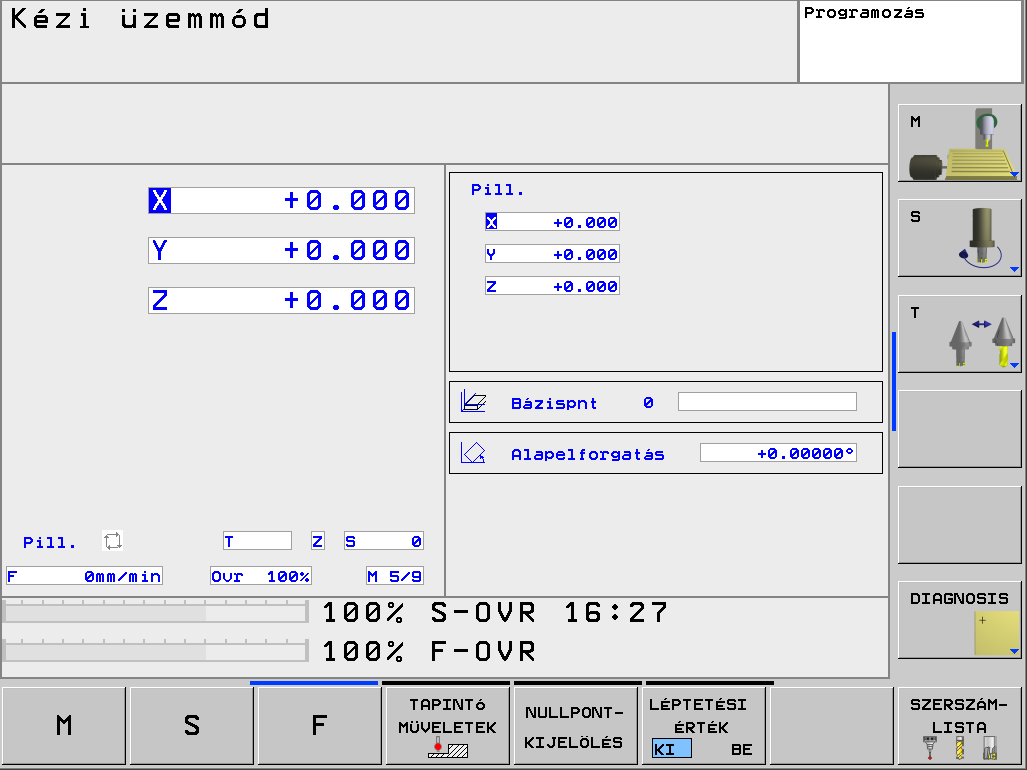 Kézi üzemmód
Programozás
X +0.000
Y +0.000
Z +0.000
Pill.
X +0.000
Y +0.000
Z +0.000
Bázispnt 0
Alapelforgatás +0.00000°
Pill. T Z S 0
F 0mm/min Ovr 100% M 5/9
100% S-OVR 16:27
100% F-OVR
M
S
T
DIAGNOSIS
M
S
F
TAPINTó
MÜVELETEK
NULLPONT-
KIJELÖLÉS
LÉPTETÉSI
ÉRTÉK
KI BE
SZERSZÁM-
LISTA